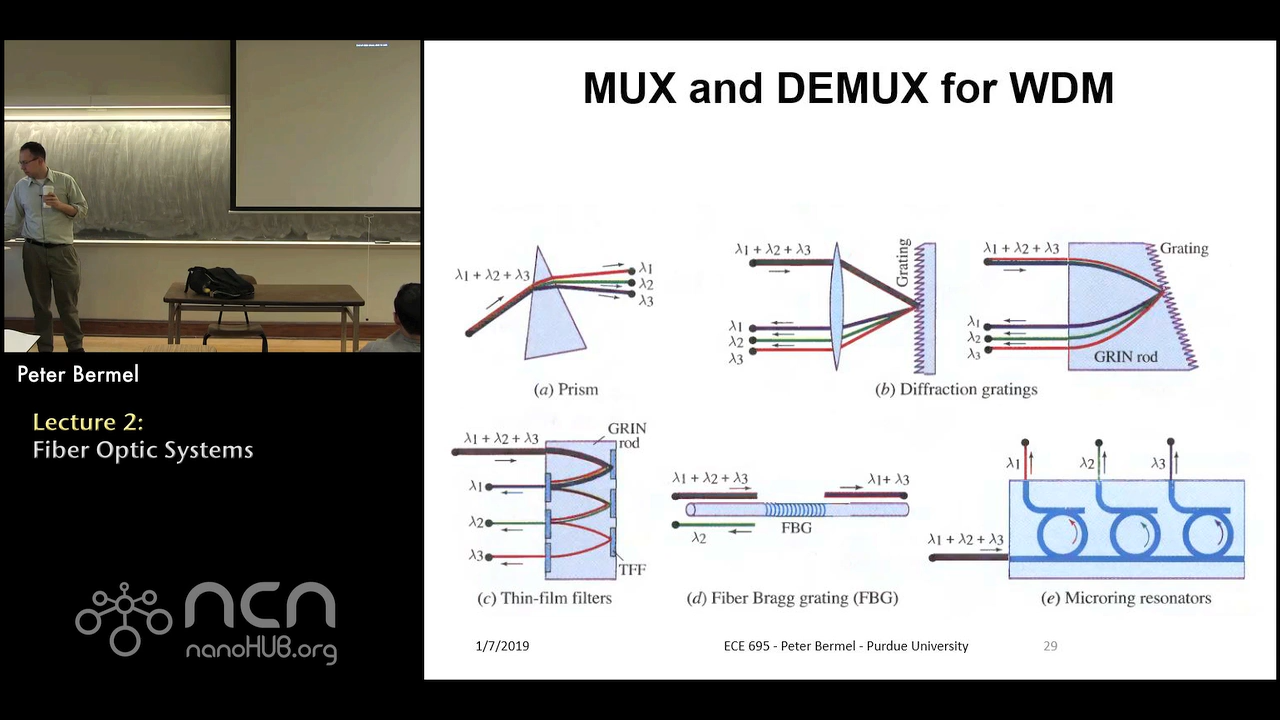 MUX and DEMUX for WDM
λ1 + λ2 + λ3
λ1
λ2
λ3
(a) Prism
λ1 + λ2 + λ3
Grating
λ1
λ2
λ3
λ1 + λ2 + λ3
Grating
λ1
λ2
λ3
GRIN rod
(b) Diffraction gratings
Peter Bermel
Lecture 2:
Fiber Optic Systems
λ1 + λ2 + λ3
GRIN
rod
λ1
λ2
λ3
TFF
(c) Thin-film filters
λ1 + λ2 + λ3
λ1+ λ3
FBG
λ2
(d) Fiber Bragg grating (FBG)
λ1
λ2
λ3
λ1 + λ2 + λ3
(e) Microring resonators
ncn
nanoHUB.org
1/7/2019
ECE 695 - Peter Bermel - Purdue University
29